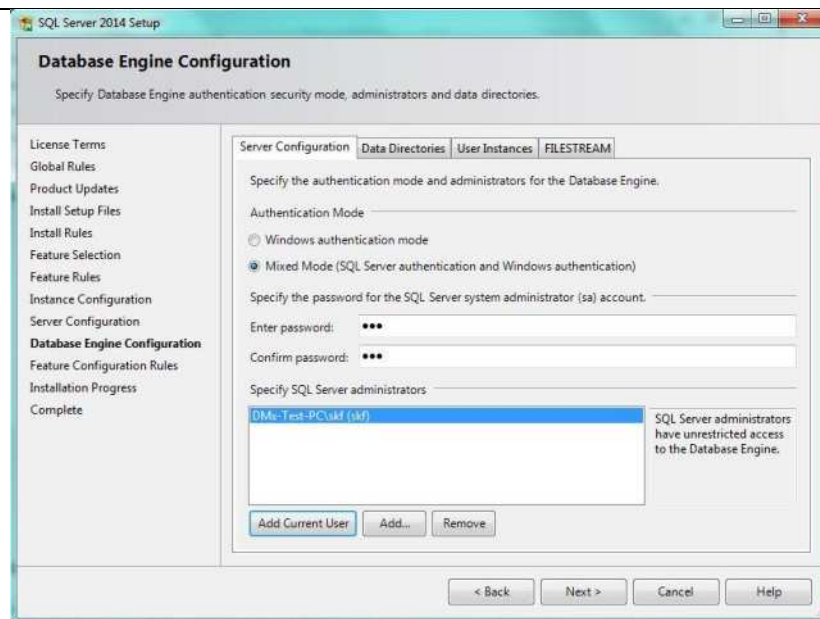 SQL Server 2014 Setup
Database Engine Configuration
Specify Database Engine authentication security mode, administrators and data directories.
License Terms
Global Rules
Product Updates
Install Setup Files
Install Rules
Feature Selection
Feature Rules
Instance Configuration
Server Configuration
Database Engine Configuration
Feature Configuration Rules
Installation Progress
Complete
Server Configuration Data Directories User Instances FILESTREAM
Specify the authentication mode and administrators for the Database Engine.
Authentication Mode
Windows authentication mode
Mixed Mode (SQL Server authentication and Windows authentication)
Specify the password for the SQL Server system administrator (sa) account.
Enter password: •••
Confirm password: •••
Specify SQL Server administrators
DMx-Test-PC\skf (skf)
SQL Server administrators
have unrestricted access
to the Database Engine.
Add Current User Add... Remove
< Back Next > Cancel Help